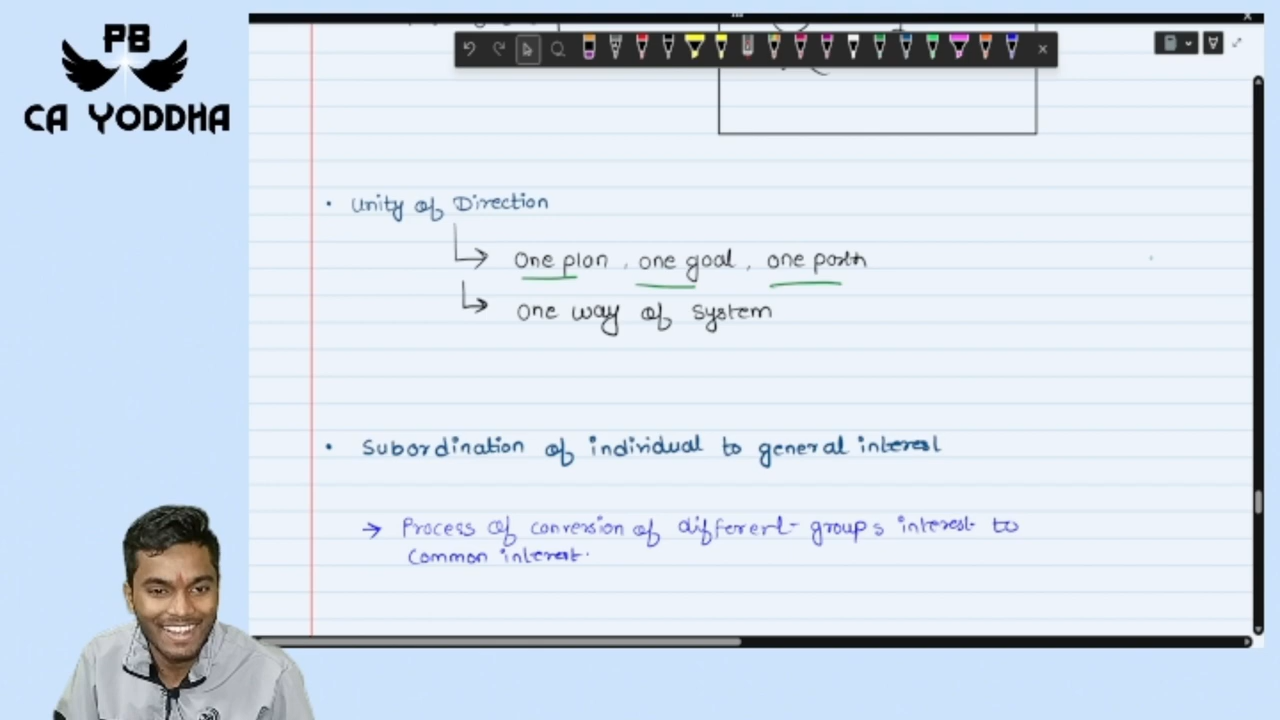 PB
CA YODDHA
• Unity of Direction
One plan, one goal, one path
One way of system
• Subordination of individual to general interest
→ Process of conversion of different groups interest to
Common interest.